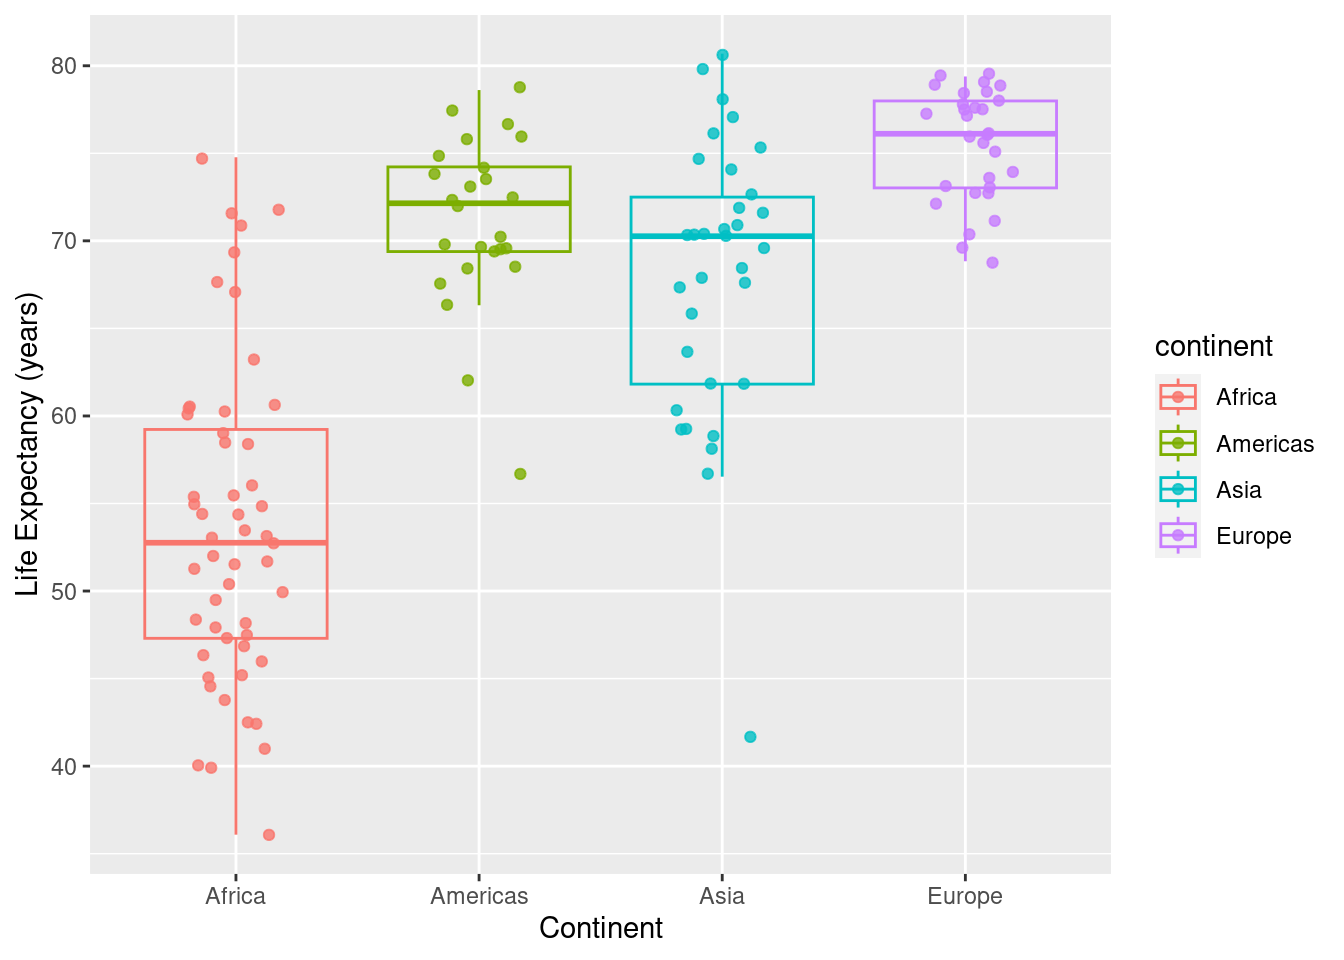 80
70
60
50
40
Life Expectancy (years)
Africa
Americas
Asia
Europe
Continent
continent
Africa
Americas
Asia
Europe